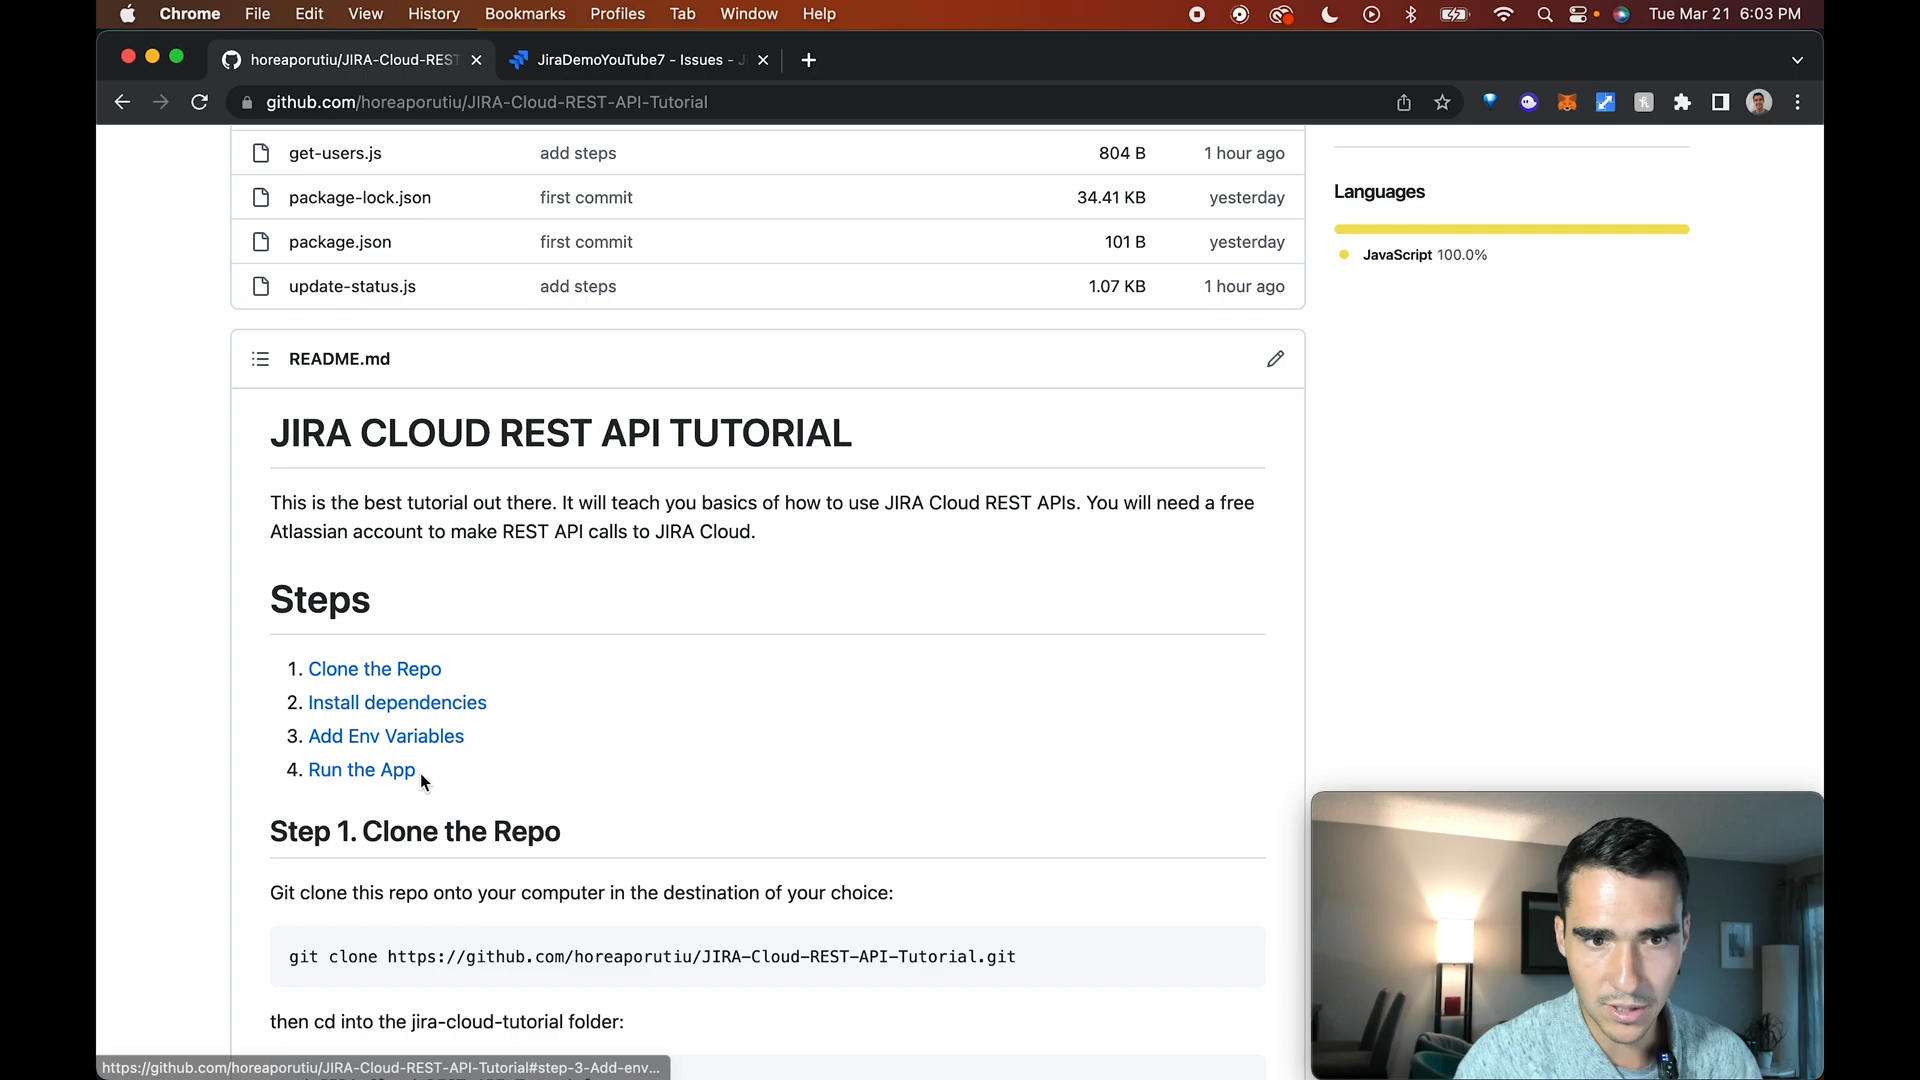 Chrome File Edit View History Bookmarks Profiles Tab Window Help Tue Mar 21 6:03 PM
horeaporutiu/JIRA-Cloud-REST JiraDemoYouTube7 - Issues - J
github.com/horeaporutiu/JIRA-Cloud-REST-API-Tutorial
get-users.js add steps 804 B 1 hour ago
package-lock.json first commit 34.41 KB yesterday
package.json first commit 101 B yesterday
update-status.js add steps 1.07 KB 1 hour ago
Languages
JavaScript 100.0%
README.md
JIRA CLOUD REST API TUTORIAL
This is the best tutorial out there. It will teach you basics of how to use JIRA Cloud REST APIs. You will need a free
Atlassian account to make REST API calls to JIRA Cloud.
Steps
1. Clone the Repo
2. Install dependencies
3. Add Env Variables
4. Run the App
Step 1. Clone the Repo
Git clone this repo onto your computer in the destination of your choice:
git clone https://github.com/horeaporutiu/JIRA-Cloud-REST-API-Tutorial.git
then cd into the jira-cloud-tutorial folder:
https://github.com/horeaporutiu/JIRA-Cloud-REST-API-Tutorial#step-3-Add-env...